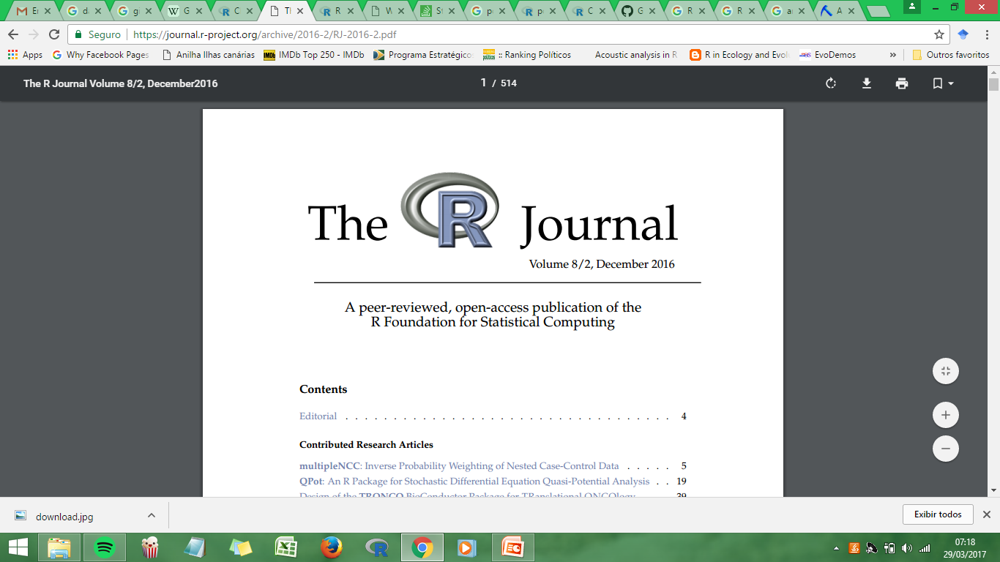 Er
d
gi
G
C
Th
R
W
St
p
p
C
G
R
R
a
A
Seguro https://journal.r-project.org/archive/2016-2/RJ-2016-2.pdf
Apps Why Facebook Pages Anilha Ilhas canárias IMDb Top 250 - IMDb Programa Estratégico :: Ranking Políticos Acoustic analysis in R R in Ecology and Evolu EvoDemos » Outros favoritos
The R Journal Volume 8/2, December2016 1 / 514
The R Journal
Volume 8/2, December 2016
A peer-reviewed, open-access publication of the
R Foundation for Statistical Computing
Contents
Editorial . . . . . . . . . . . . . . . . . . . . . . . . . . . . . . . . . . 4
Contributed Research Articles
multipleNCC: Inverse Probability Weighting of Nested Case-Control Data . . . . . 5
QPot: An R Package for Stochastic Differential Equation Quasi-Potential Analysis . . 19
Design of the TRONCO BioConductor Package for TRanslational ONCOlogy . . . . 39
download.jpg Exibir todos
07:18
29/03/2017